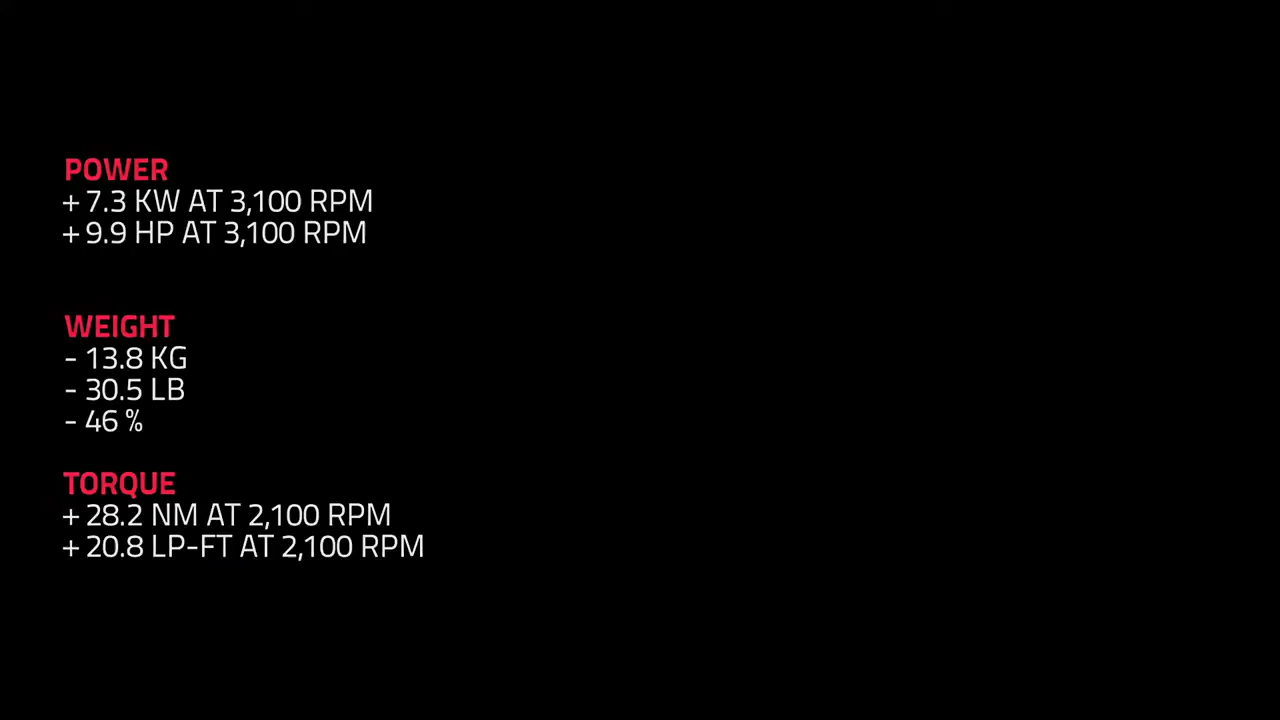 POWER
+ 7.3 KW AT 3,100 RPM
+ 9.9 HP AT 3,100 RPM
WEIGHT
- 13.8 KG
- 30.5 LB
- 46 %
TORQUE
+ 28.2 NM AT 2,100 RPM
+ 20.8 LP-FT AT 2,100 RPM